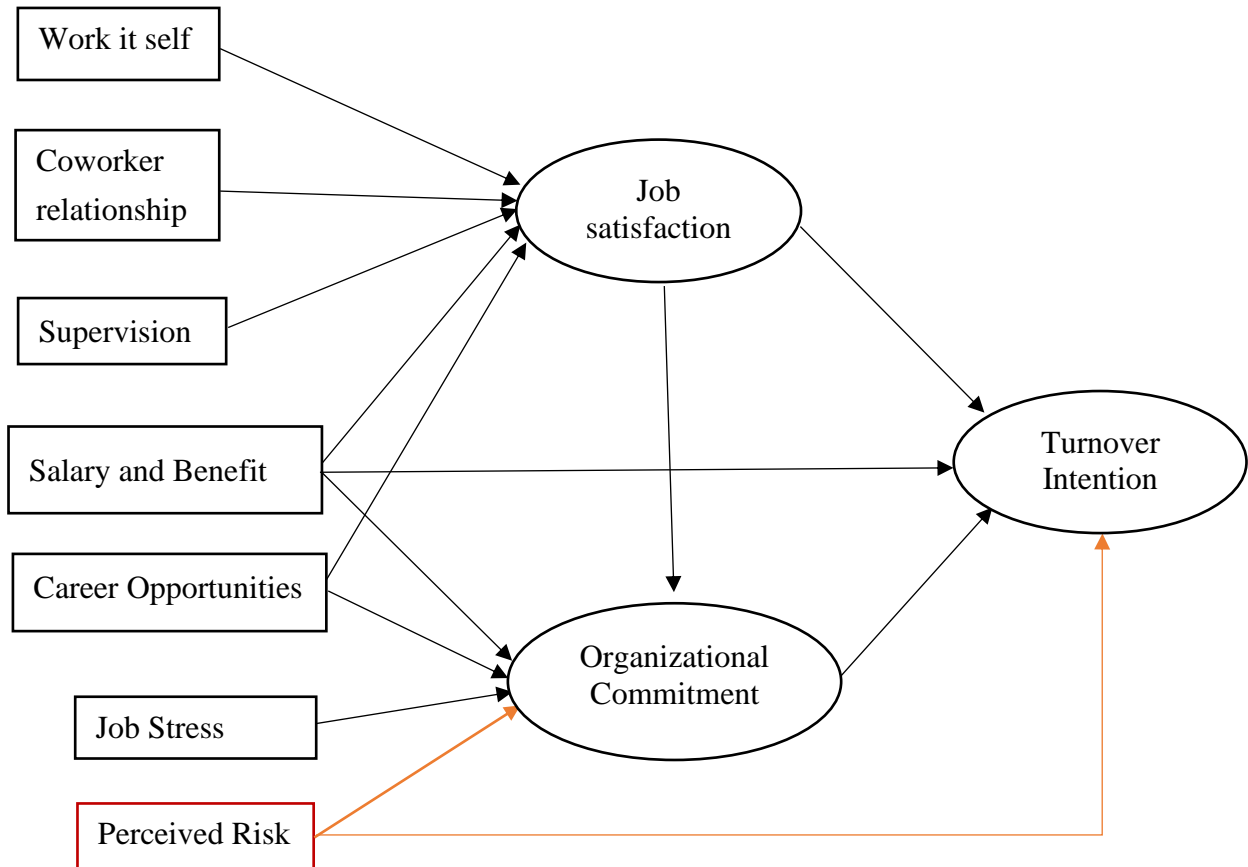 Work it self
Coworker
relationship
Supervision
Salary and Benefit
Career Opportunities
Job Stress
Perceived Risk
Job
satisfaction
Organizational
Commitment
Turnover
Intention